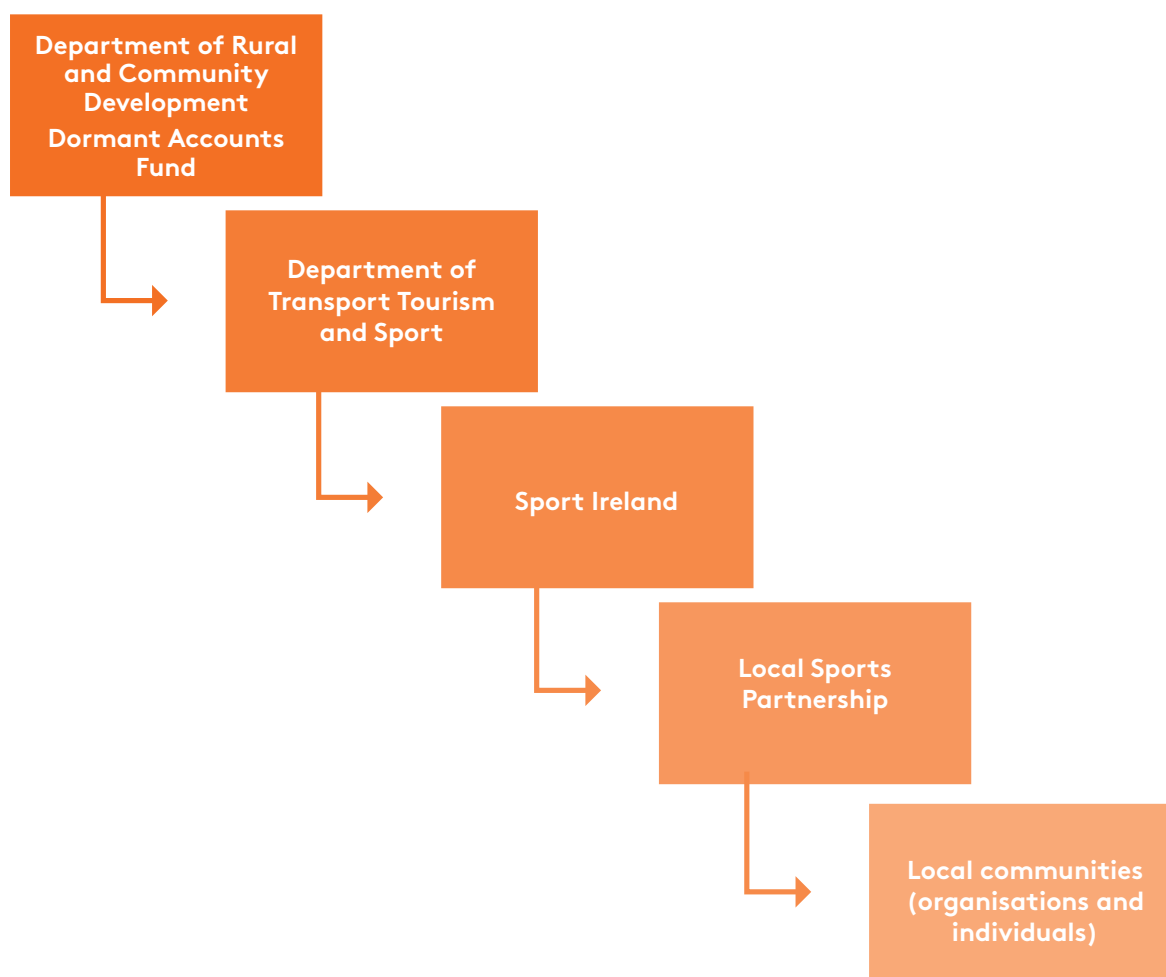 Department of Rural
and Community
Development
Dormant Accounts
Fund
Department of
Transport Tourism
and Sport
Sport Ireland
Local Sports
Partnership
Local communities
(organisations and
individuals)